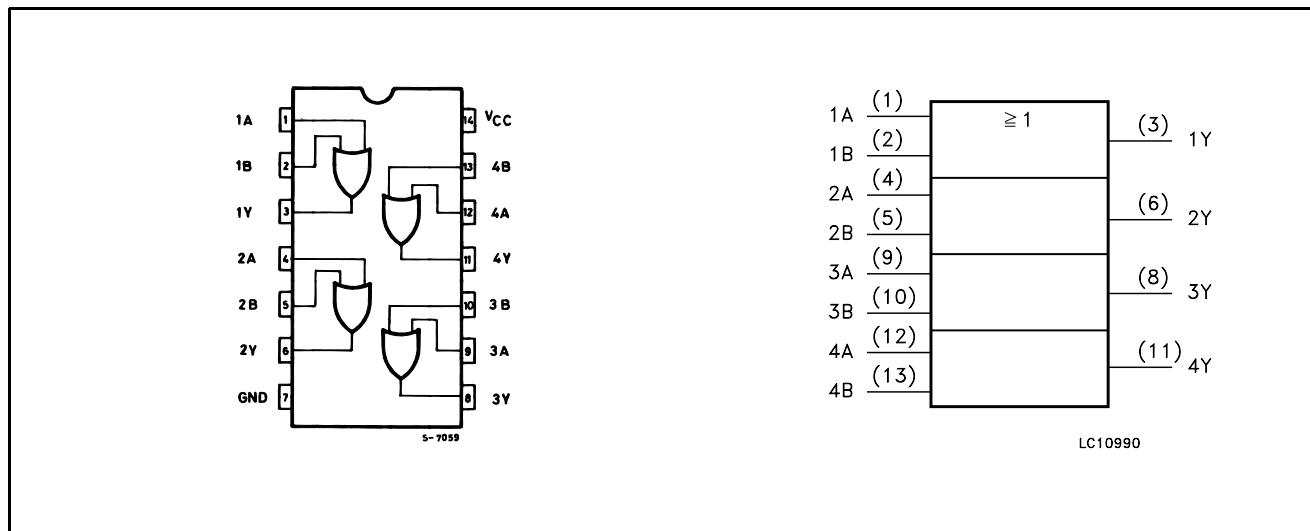 1A 1 14 VCC
1B 2 13 4B
1Y 3 12 4A
2A 4 11 4Y
2B 5 10 3B
2Y 6 9 3A
GND 7 8 3Y
S-7059
1A (1)
1B (2)
2A (4)
2B (5)
3A (9)
3B (10)
4A (12)
4B (13)
≧ 1
(3) 1Y
(6) 2Y
(8) 3Y
(11) 4Y
LC10990